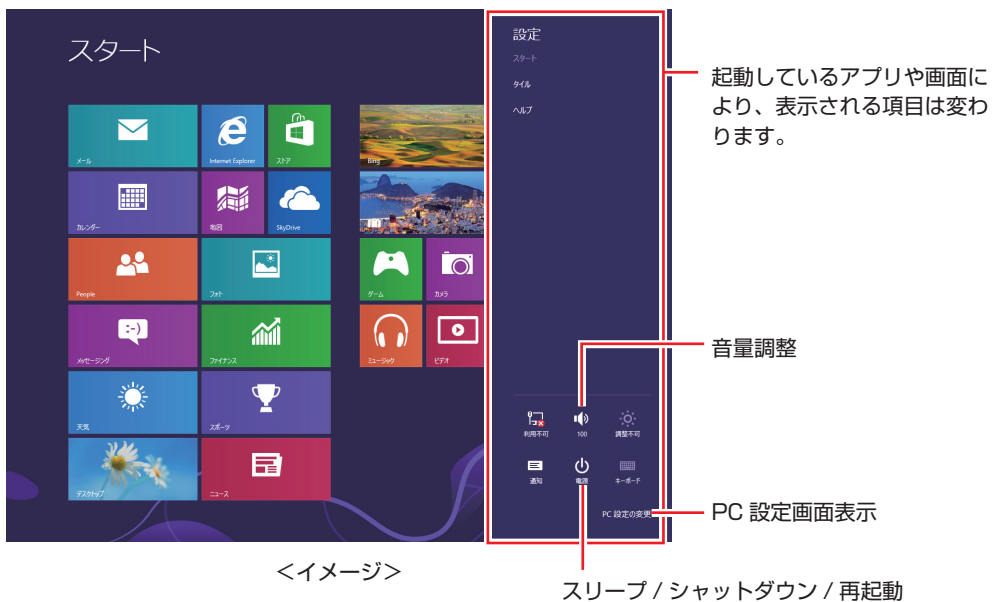 スタート
メール
Internet Explorer
ストア
Bing
カレンダー
地図
SkyDrive
People
フォト
ゲーム
カメラ
メッセージング
ファイナンス
ミュージック
ビデオ
天気
スポーツ
デスクトップ
ニュース
設定
スタート
タイル
ヘルプ
利用不可
100
調整不可
通知
電源
キーボード
PC 設定の変更
起動しているアプリや画面に
より、表示される項目は変わ
ります。
音量調整
PC 設定画面表示
スリープ / シャットダウン / 再起動
＜イメージ＞